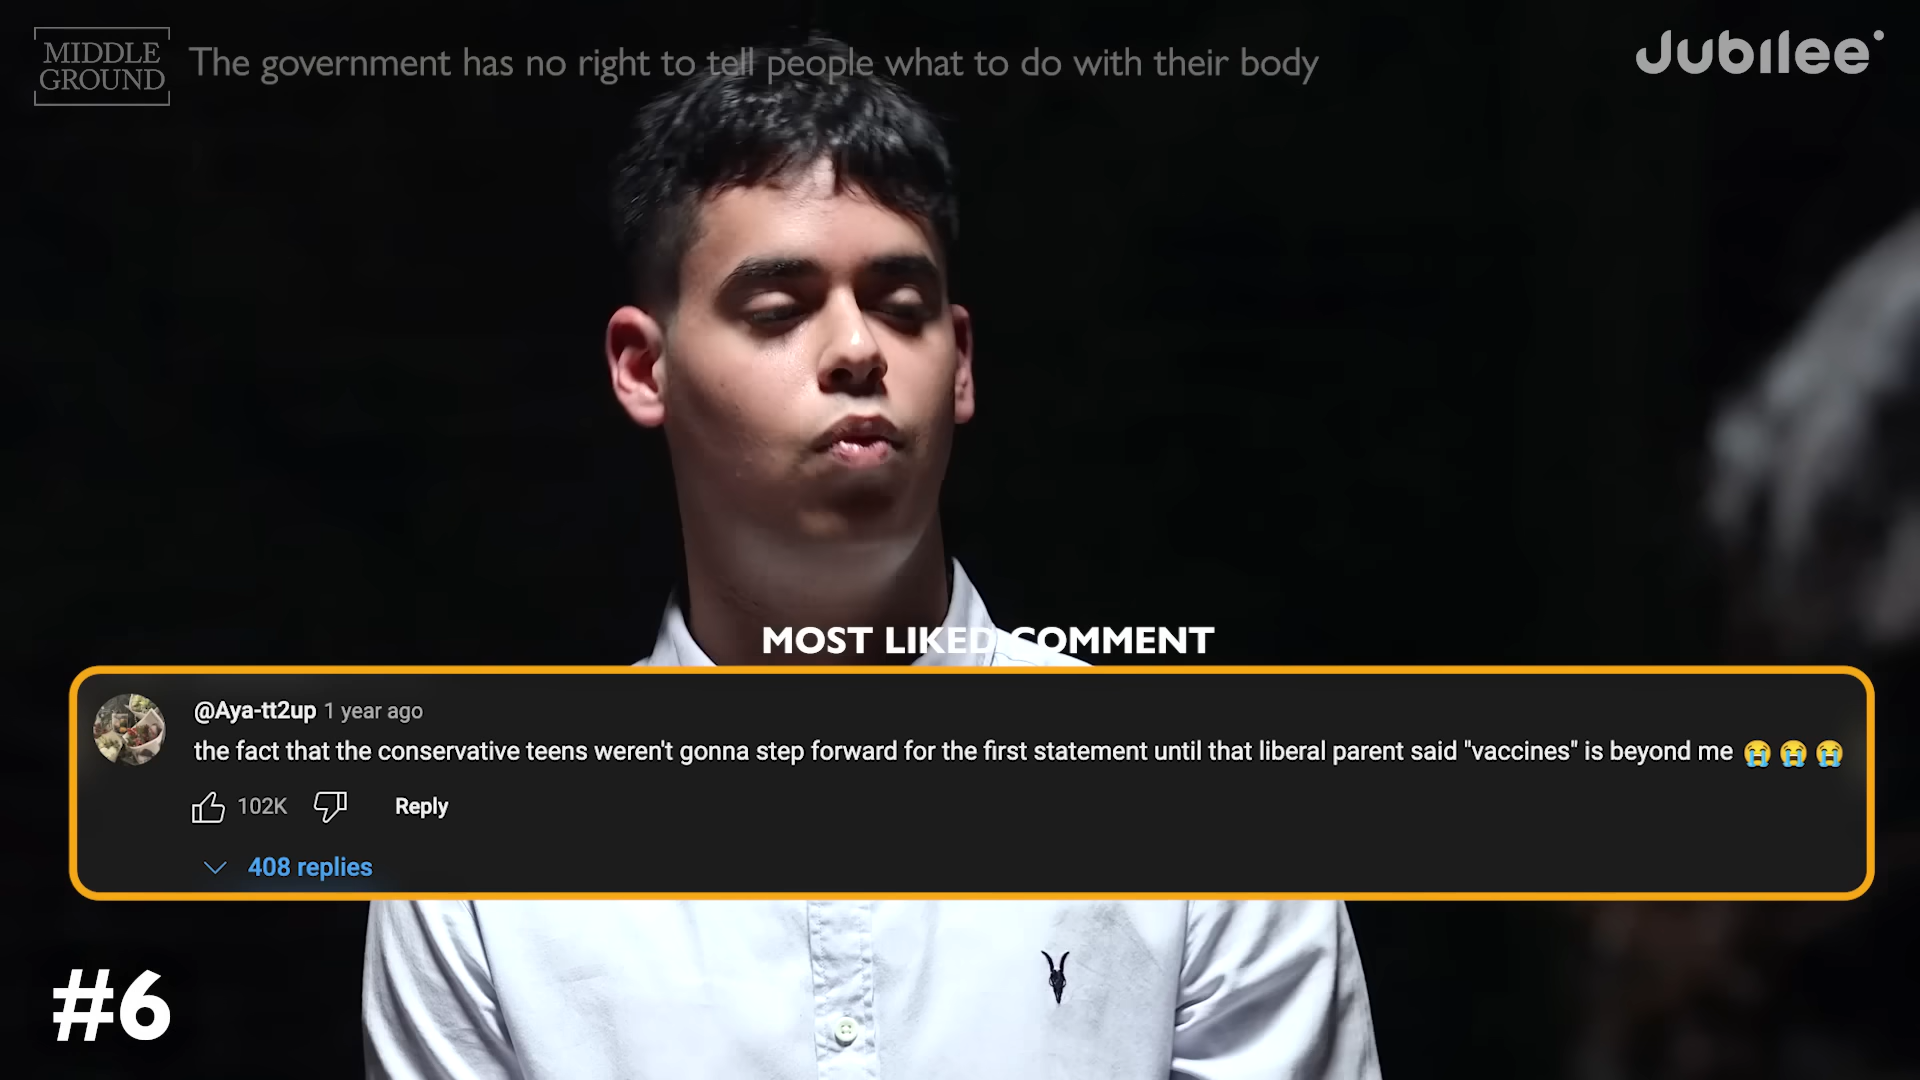 MIDDLE
GROUND
The government has no right to tell people what to do with their body
Jubilee
MOST LIKED COMMENT
@Aya-tt2up 1 year ago
the fact that the conservative teens weren't gonna step forward for the first statement until that liberal parent said "vaccines" is beyond me 😭 😭 😭
102K
Reply
408 replies
#6